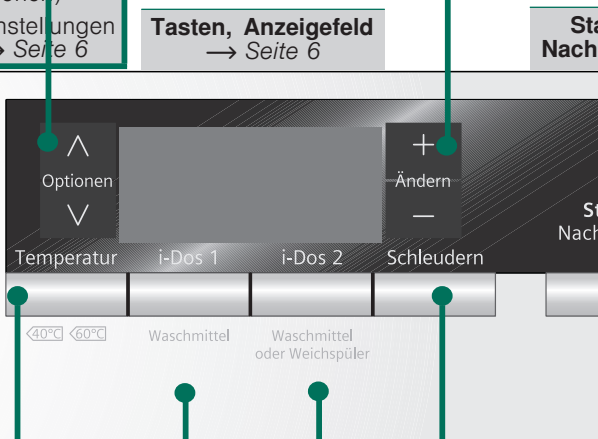 nstellungen
Seite 6
Tasten, Anzeigefeld
→ Seite 6
Sta
Nach
∧
Optionen
∨
+
Ändern
–
St
Nach
Temperatur
i-Dos 1
i-Dos 2
Schleudern
40°C 60°C
Waschmittel
Waschmittel
oder Weichspüler